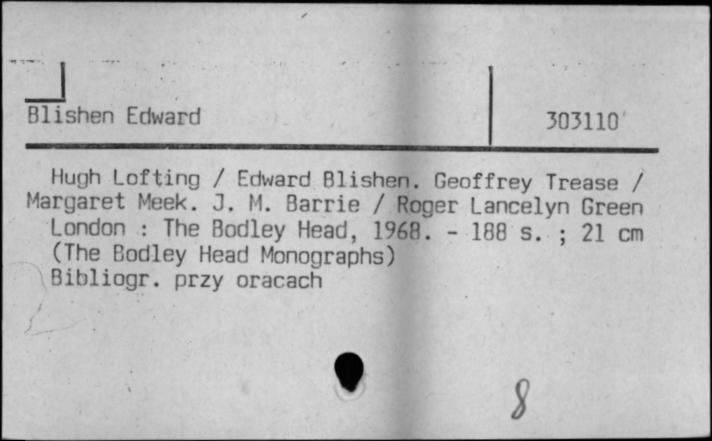 Blishen Edward 303110
Hugh Lofting / Edward Blishen. Geoffrey Trease /
Margaret Meek. J. M. Barrie / Roger Lancelyn Green
London : The Bodley Head, 1968. - 188 s. ; 21 cm
(The Bodley Head Monographs)
Bibliogr. przy oracach
8